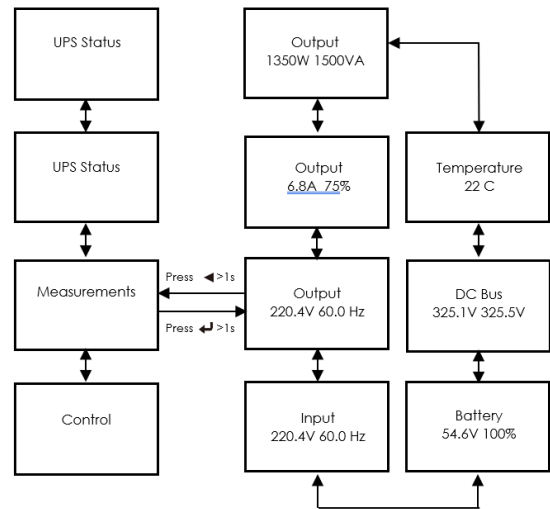 UPS Status
UPS Status
Measurements
Control
Press ◄ >1s
Press ↵ >1s
Output
1350W 1500VA
Output
6.8A 75%
Output
220.4V 60.0 Hz
Input
220.4V 60.0 Hz
Temperature
22 C
DC Bus
325.1V 325.5V
Battery
54.6V 100%